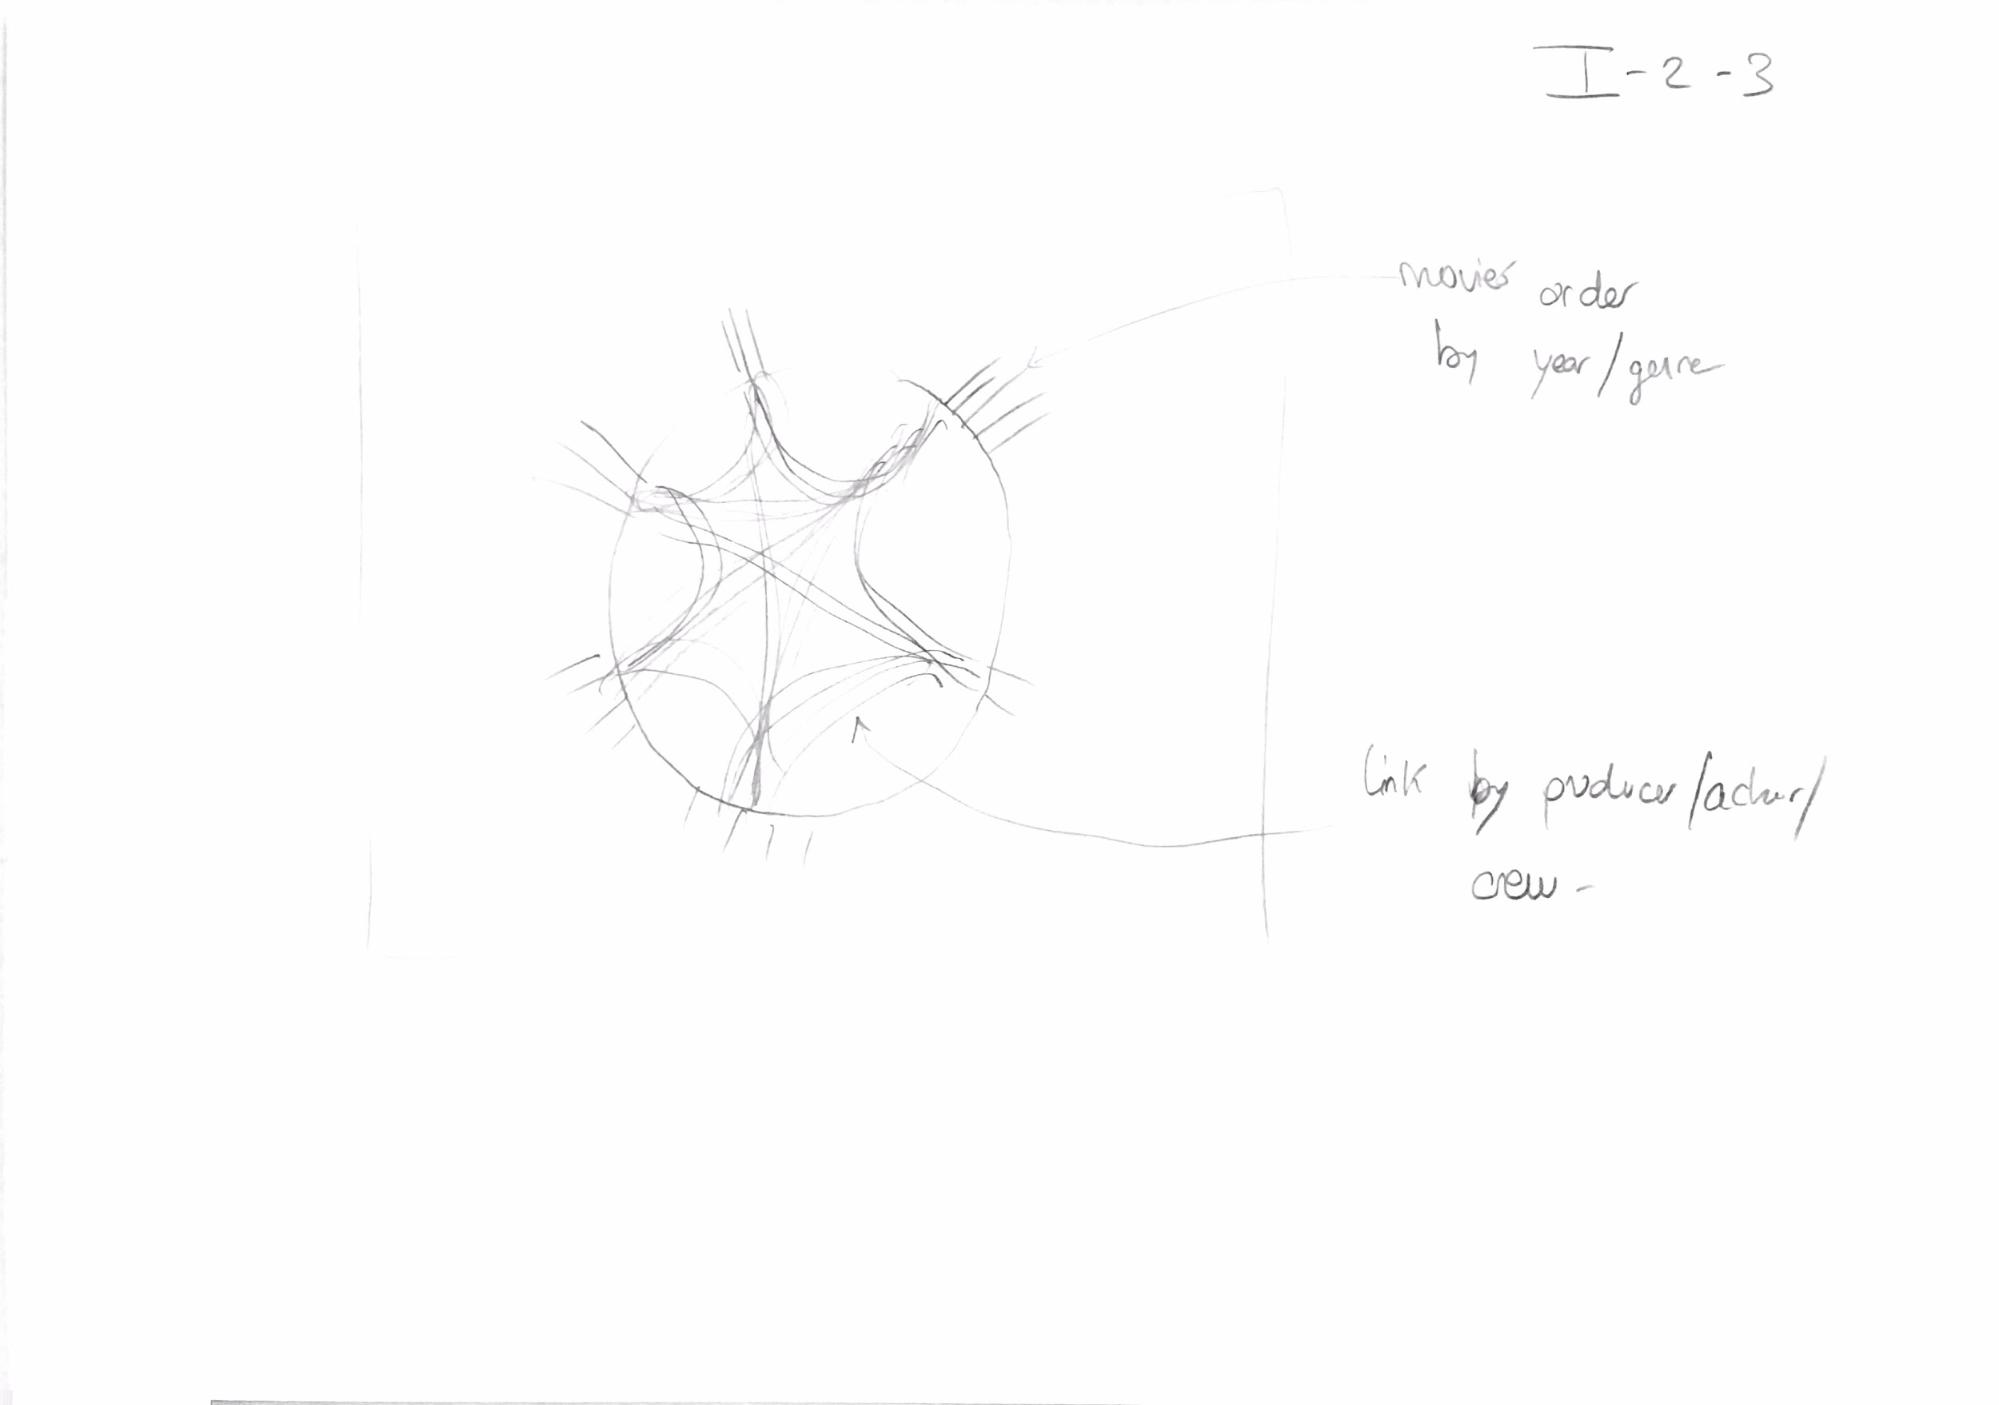 I-2-3
movies order
by year/genre
link by producer/actor/
crew -